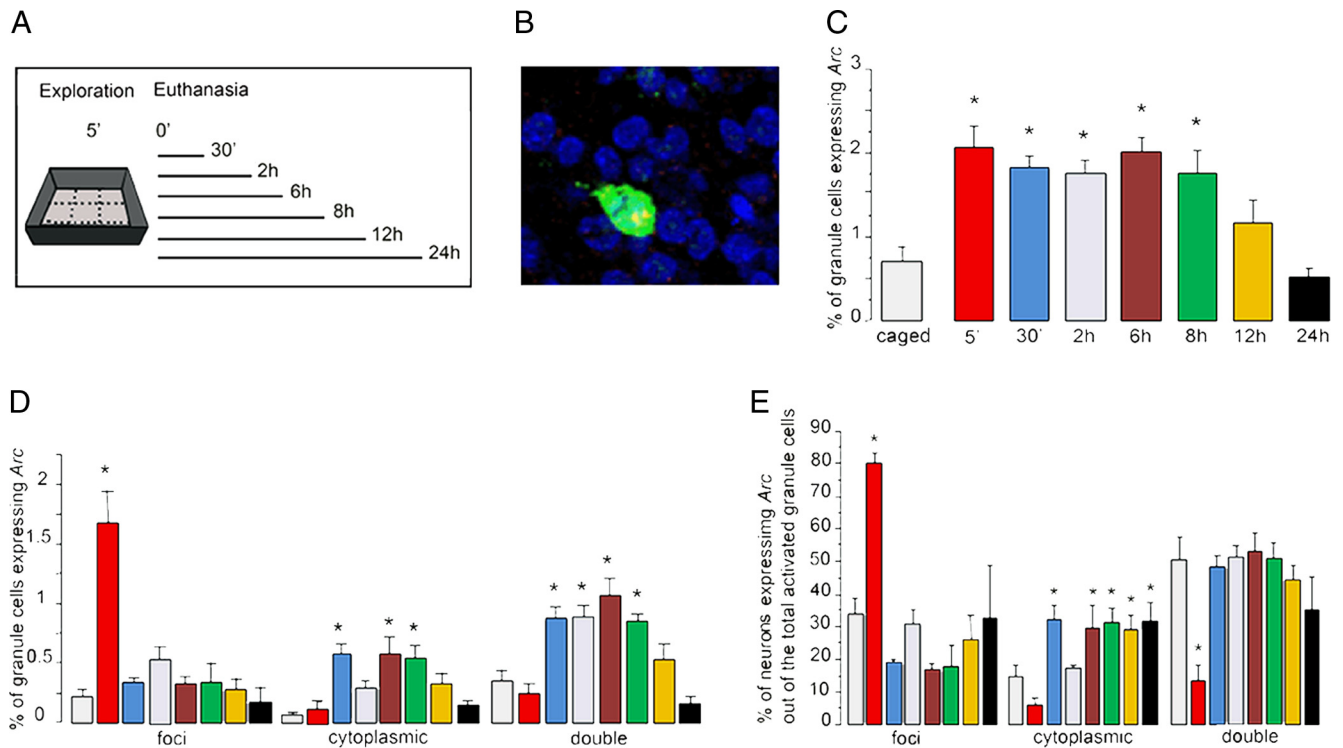 A
Exploration Euthanasia
5' 0'
30'
2h
6h
8h
12h
24h
B
C
% of granule cells expressing Arc
3
2
1
0
* * * * *
caged 5' 30' 2h 6h 8h 12h 24h
D
% of granule cells expressing Arc
2
1.5
1
0.5
0
* * * * * * * *
foci cytoplasmic double
E
% of neurons expressimg Arc
out of the total activated granule cells
90
80
70
60
50
40
30
20
10
0
* * * * * * *
foci cytoplasmic double